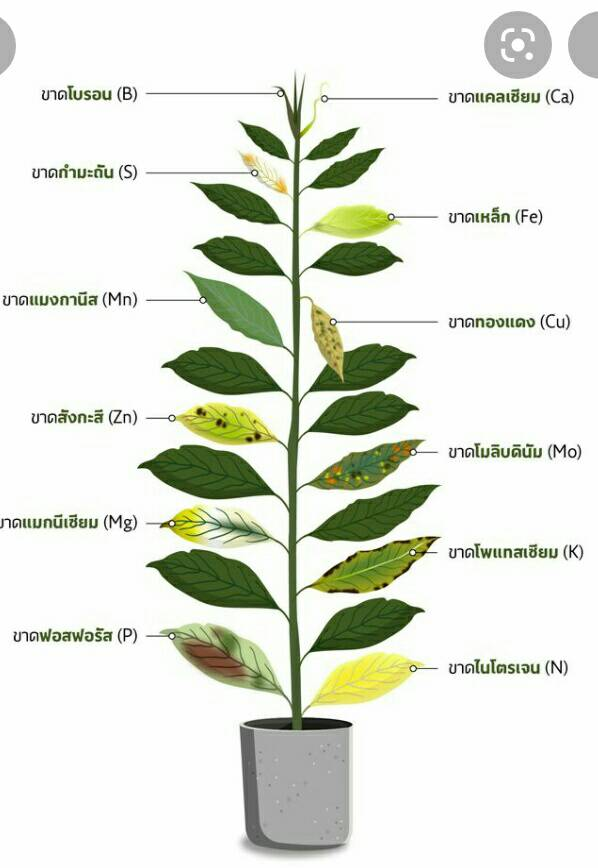 ขาดโบรอน (B)
ขาดแคลเซียม (Ca)
ขาดกำมะถัน (S)
ขาดเหล็ก (Fe)
ขาดแมงกานีส (Mn)
ขาดทองแดง (Cu)
ขาดสังกะสี (Zn)
ขาดโมลิบดินัม (Mo)
าดแมกนีเซียม (Mg)
ขาดโพแทสเซียม (K)
ขาดฟอสฟอรัส (P)
ขาดไนโตรเจน (N)